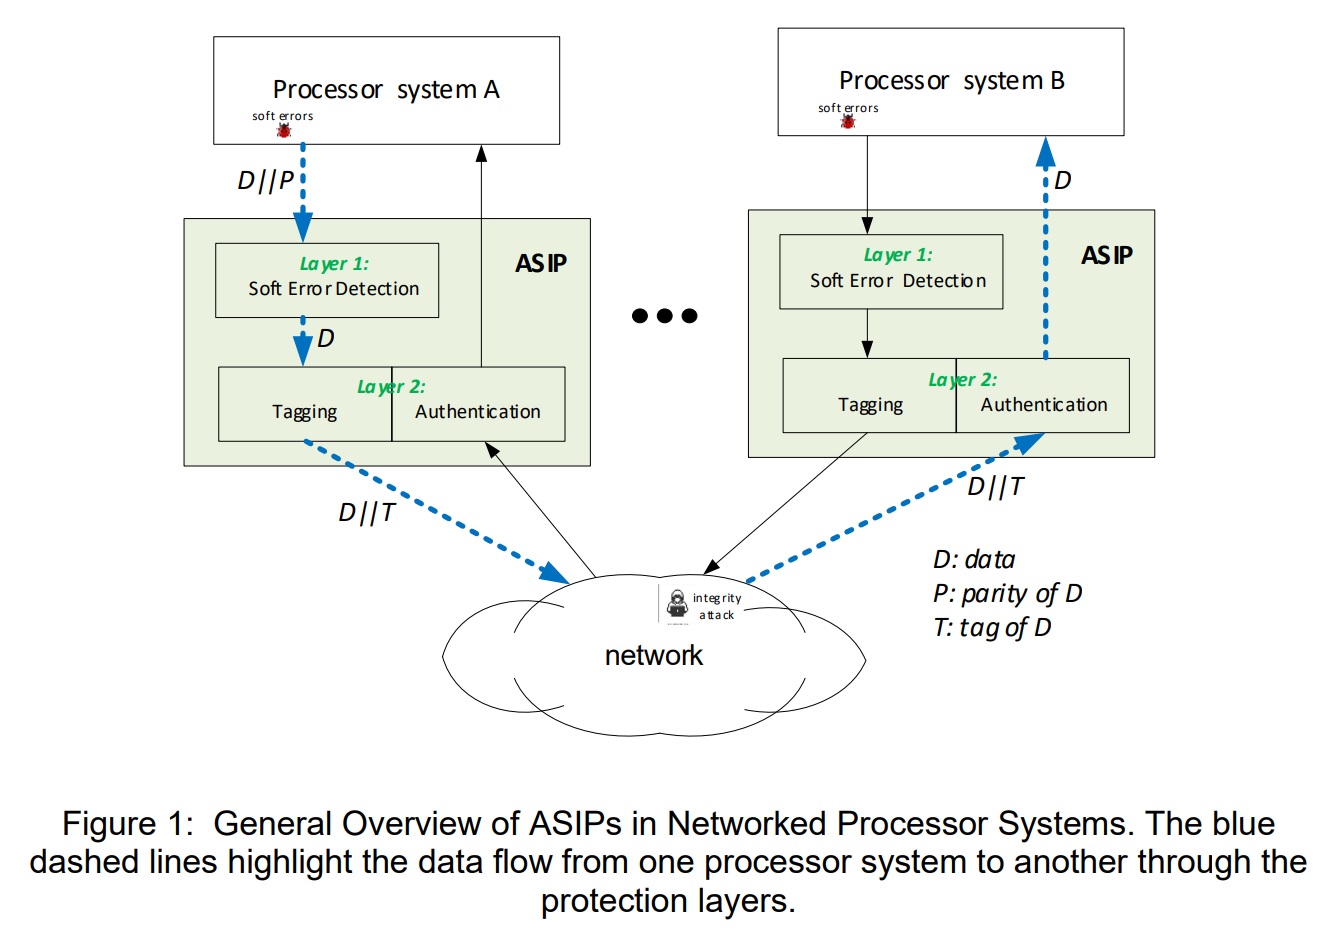 Processor system A
soft errors
D||P
ASIP
Layer 1:
Soft Error Detection
D
Layer 2:
Tagging
Authentication
D||T
Processor system B
soft errors
D
ASIP
Layer 1:
Soft Error Detection
Layer 2:
Tagging
Authentication
D||T
integrity
attack
network
D: data
P: parity of D
T: tag of D
Figure 1: General Overview of ASIPs in Networked Processor Systems. The blue
dashed lines highlight the data flow from one processor system to another through the
protection layers.